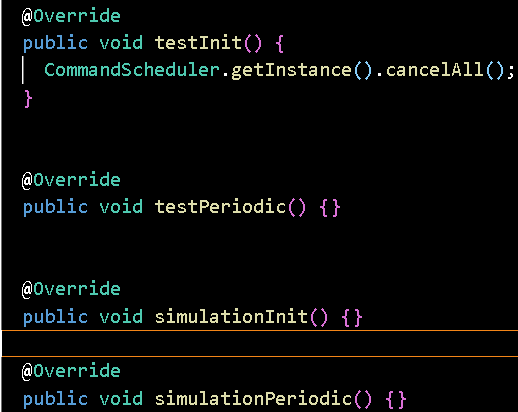 @Override
public void testInit() {
CommandScheduler.getInstance().cancelAll();
}
@Override
public void testPeriodic() {}
@Override
public void simulationInit() {}
@Override
public void simulationPeriodic() {}